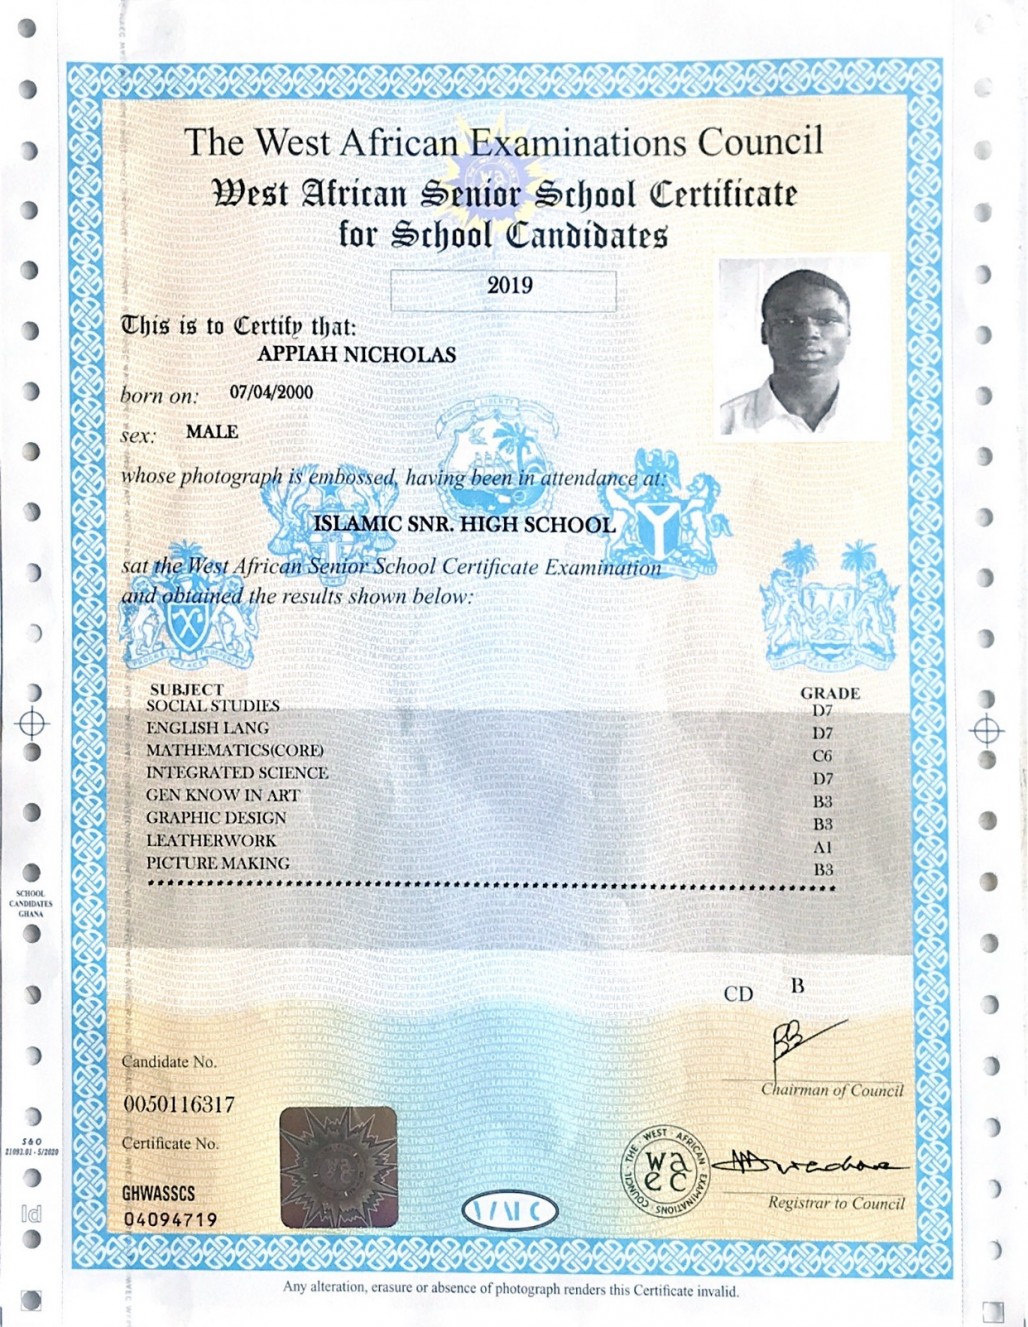 The West African Examinations Council
West African Senior School Certificate
for School Candidates
2019
This is to Certify that:
APPIAH NICHOLAS
born on: 07/04/2000
sex: MALE
whose photograph is embossed, having been in attendance at:
ISLAMIC SNR. HIGH SCHOOL
sat the West African Senior School Certificate Examination
and obtained the results shown below:
SUBJECT GRADE
SOCIAL STUDIES D7
ENGLISH LANG D7
MATHEMATICS(CORE) C6
INTEGRATED SCIENCE D7
GEN KNOW IN ART B3
GRAPHIC DESIGN B3
LEATHERWORK A1
PICTURE MAKING B3
SCHOOL
CANDIDATES
GHANA
CD B
Candidate No.
Chairman of Council
0050116317
Certificate No.
S6O
21093.01 - 5/2020
GHWASSCS
04094719
THE WEST AFRICAN EXAMINATIONS COUNCIL
wa
ec
Registrar to Council
Any alteration, erasure or absence of photograph renders this Certificate invalid.